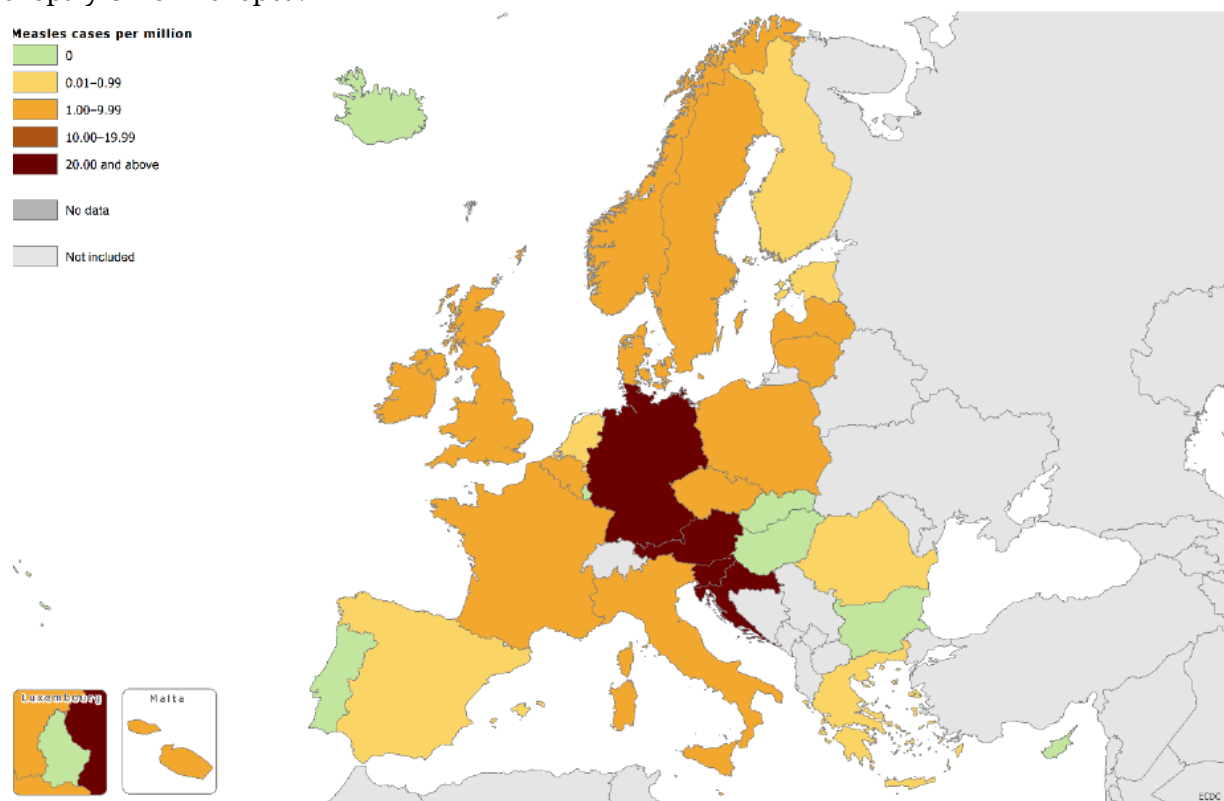 Measles cases per million
0
0.01–0.99
1.00–9.99
10.00–19.99
20.00 and above
No data
Not included
Luxembourg
Malta
ECDC